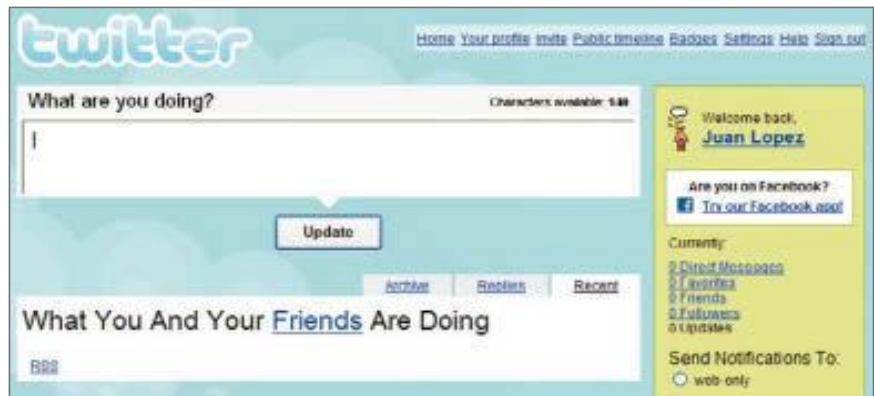 twitter
Home Your profile Invite Public timeline Badges Settings Help Sign out
What are you doing?
Characters available: 140
Update
Archive Replies Recent
What You And Your Friends Are Doing
RSS
Welcome back,
Juan Lopez
Are you on Facebook?
Try our Facebook app!
Currently:
0 Direct Messages
0 Favorites
0 Friends
0 Followers
0 Updates
Send Notifications To:
web-only